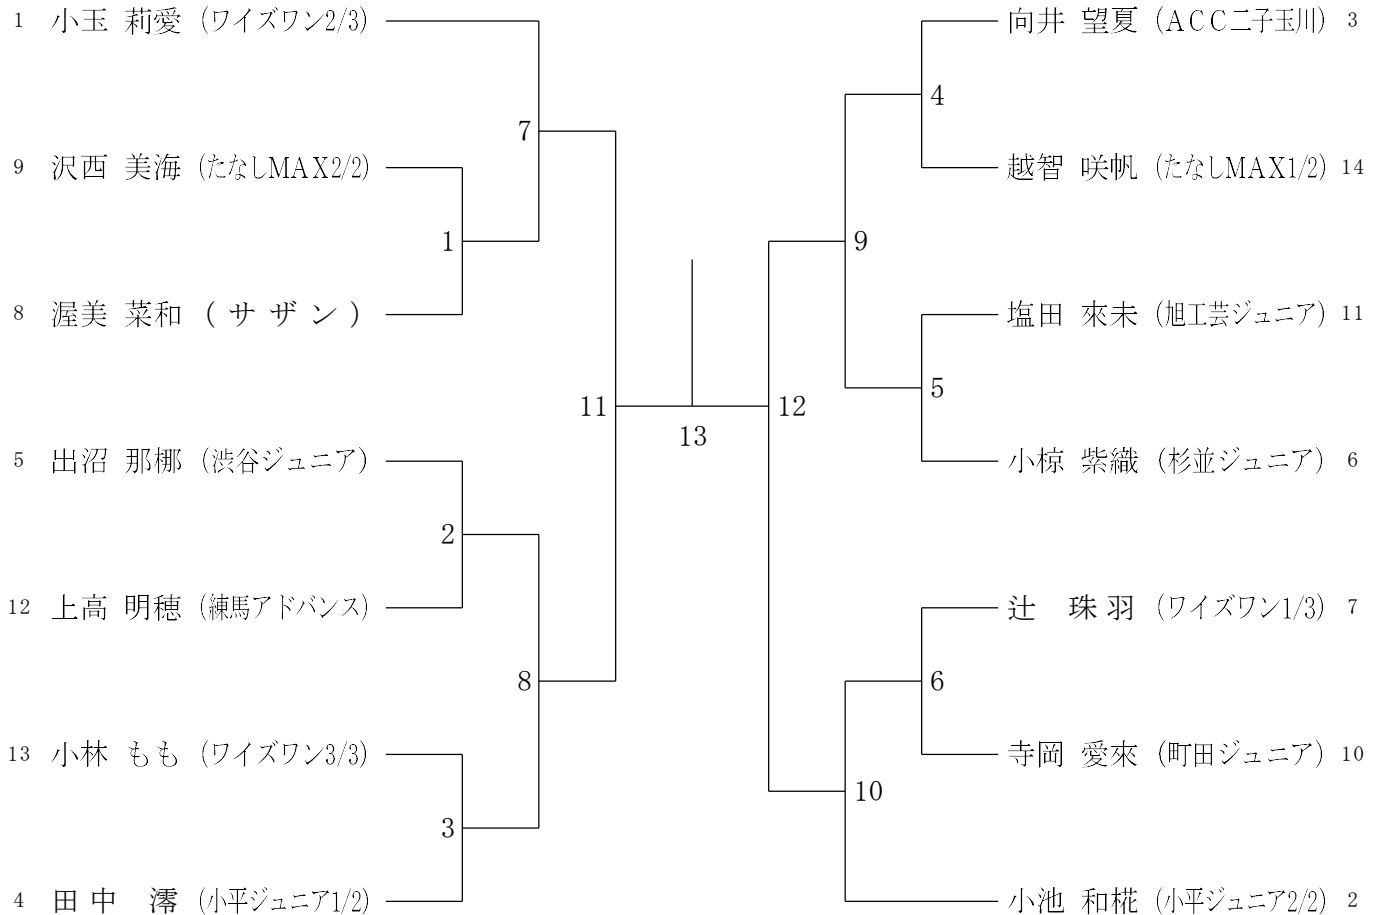 1 小玉 莉愛 (ワイズワン2/3)
9 沢西 美海 (たなしMAX2/2)
8 渥美 菜和 (サザン)
5 出沼 那梛 (渋谷ジュニア)
12 上高 明穂 (練馬アドバンス)
13 小林 もも (ワイズワン3/3)
4 田中 澪 (小平ジュニア1/2)
7
1
11
2
8
3
13
12
4
9
5
6
10
向井 望夏 (ACC二子玉川) 3
越智 咲帆 (たなしMAX1/2) 14
塩田 來未 (旭工芸ジュニア) 11
小椋 紫織 (杉並ジュニア) 6
辻 珠羽 (ワイズワン1/3) 7
寺岡 愛來 (町田ジュニア) 10
小池 和椛 (小平ジュニア2/2) 2